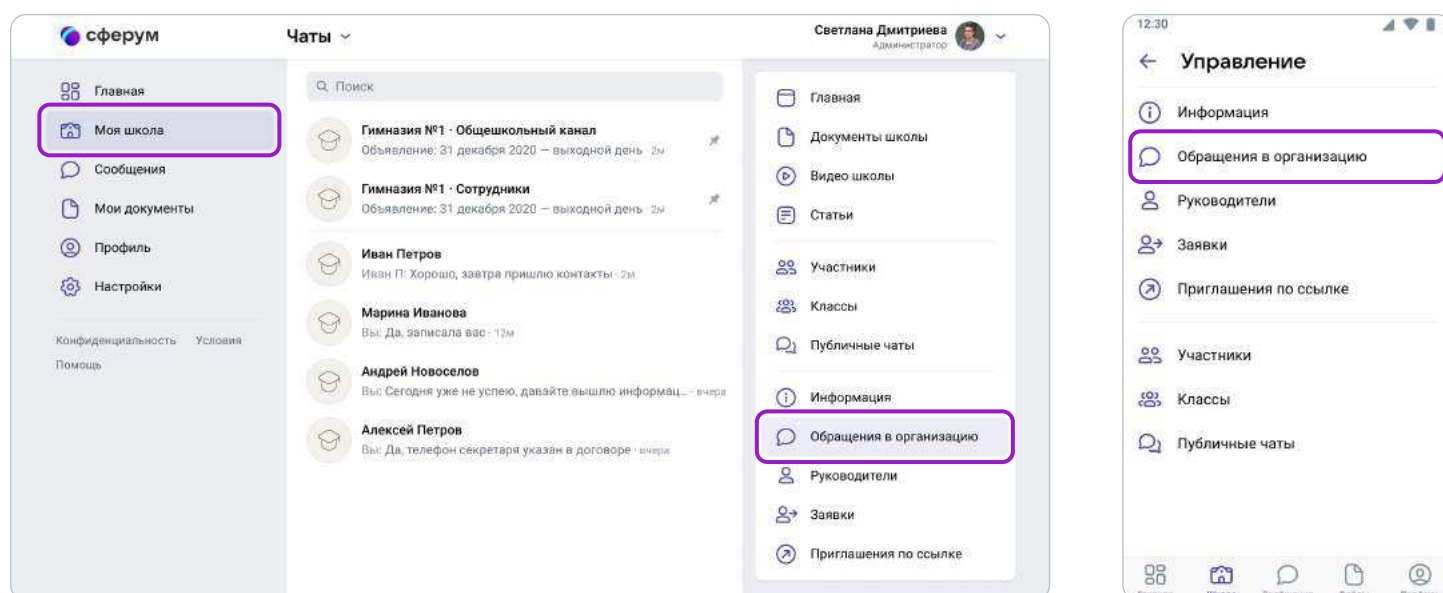 сферум
Чаты
Светлана Дмитриева
Администратор
Главная
Моя школа
Сообщения
Мои документы
Профиль
Настройки
Конфиденциальность Условия
Помощь
Поиск
Гимназия №1 · Общешкольный канал
Объявление: 31 декабря 2020 — выходной день · 2м
Гимназия №1 · Сотрудники
Объявление: 31 декабря 2020 — выходной день · 2м
Иван Петров
Иван П: Хорошо, завтра пришлю контакты · 2м
Марина Иванова
Вы: Да, записала вас · 12м
Андрей Новоселов
Вы: Сегодня уже не успею, давайте вышлю информац... · вчера
Алексей Петров
Вы: Да, телефон секретаря указан в договоре · вчера
Главная
Документы школы
Видео школы
Статьи
Участники
Классы
Публичные чаты
Информация
Обращения в организацию
Руководители
Заявки
Приглашения по ссылке
12:30
Управление
Информация
Обращения в организацию
Руководители
Заявки
Приглашения по ссылке
Участники
Классы
Публичные чаты